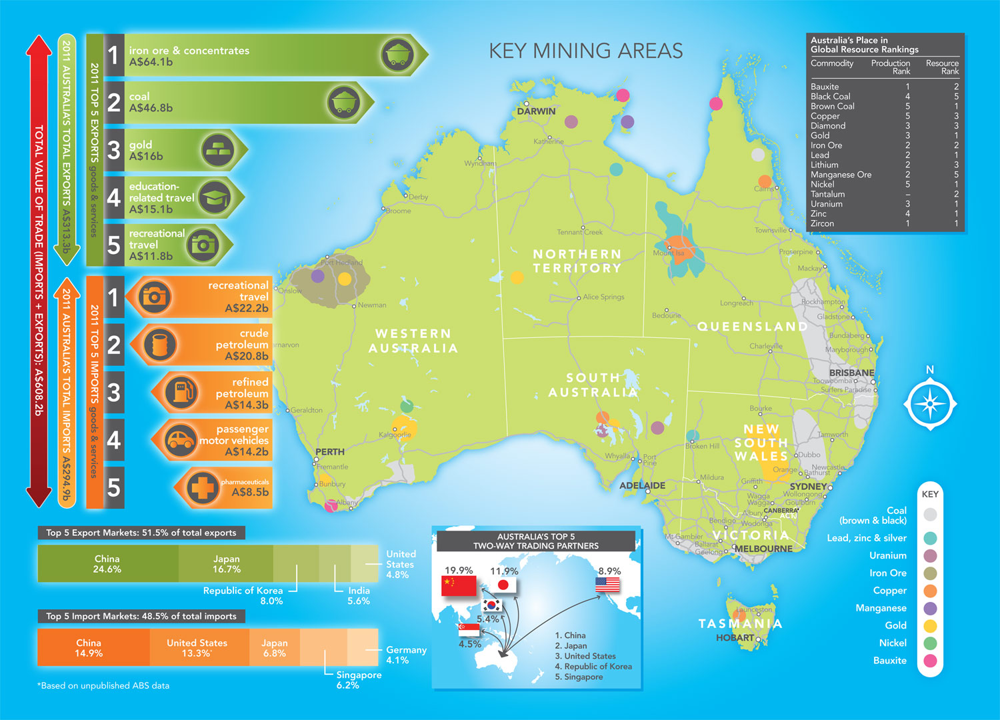 KEY MINING AREAS
TOTAL VALUE OF TRADE (IMPORTS + EXPORTS): A$608.2b
2011 AUSTRALIA'S TOTAL EXPORTS A$313.3b
2011 TOP 5 EXPORTS goods & services
1
iron ore & concentrates
A$64.1b
2
coal
A$46.8b
3
gold
A$16b
4
education-
related travel
A$15.1b
5
recreational
travel
A$11.8b
2011 AUSTRALIA'S TOTAL IMPORTS A$294.9b
2011 TOP 5 IMPORTS goods & services
1
recreational
travel
A$22.2b
2
crude
petroleum
A$20.8b
3
refined
petroleum
A$14.3b
4
passenger
motor vehicles
A$14.2b
5
pharmaceuticals
A$8.5b
Top 5 Export Markets: 51.5% of total exports
China
24.6%
Japan
16.7%
Republic of Korea
8.0%
India
5.6%
United
States
4.8%
Top 5 Import Markets: 48.5% of total imports
China
14.9%
United States
13.3%*
Japan
6.8%
Singapore
6.2%
Germany
4.1%
*Based on unpublished ABS data
AUSTRALIA'S TOP 5
TWO-WAY TRADING PARTNERS
19.9%
11.9%
8.9%
5.4%
4.5%
1. China
2. Japan
3. United States
4. Republic of Korea
5. Singapore
Australia's Place in
Global Resource Rankings
Commodity Production Resource
Rank Rank
Bauxite 1 2
Black Coal 4 5
Brown Coal 5 1
Copper 5 3
Diamond 3 3
Gold 3 1
Iron Ore 2 2
Lead 2 1
Lithium 2 3
Manganese Ore 2 5
Nickel 5 1
Tantalum – 2
Uranium 3 1
Zinc 4 1
Zircon 1 1
DARWIN
Katherine
Wyndham
Derby
Broome
Tennant Creek
NORTHERN
TERRITORY
Alice Springs
Port Hedland
Onslow
Newman
arnarvon
WESTERN
AUSTRALIA
Geraldton
Kalgoorlie
PERTH
Fremantle
Bunbury
Albany
Cairns
Townsville
Mount Isa
Proserpine
Mackay
Longreach
Rockhampton
Gladstone
Bedourie
QUEENSLAND
Bundaberg
Charleville
Maryborough
BRISBANE
Toowoomba
Surfers Paradise
SOUTH
AUSTRALIA
Whyalla
Port
Pirie
ADELAIDE
Bourke
NEW
SOUTH
WALES
Broken Hill
Tamworth
Dubbo
Newcastle
Orange
Bathurst
Mildura
Griffith
SYDNEY
Wollongong
Wagga
Wagga
Goulburn
CANBERRA
ACT
Albury
Wodonga
Bendigo
Mt Gambier
VICTORIA
Ballarat
Geelong
MELBOURNE
Launceston
TASMANIA
HOBART
N
KEY
Coal
(brown & black)
Lead, zinc & silver
Uranium
Iron Ore
Copper
Manganese
Gold
Nickel
Bauxite